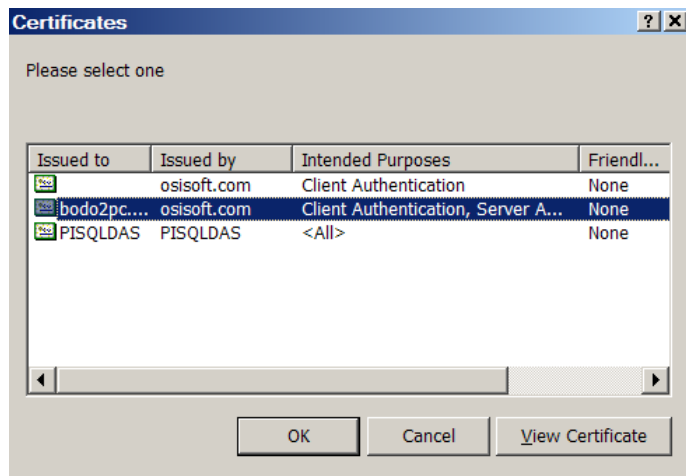 Certificates
Please select one
Issued to Issued by Intended Purposes Friendl...
osisoft.com Client Authentication None
bodo2pc.... osisoft.com Client Authentication, Server A... None
PISQLDAS PISQLDAS <All> None
OK Cancel View Certificate